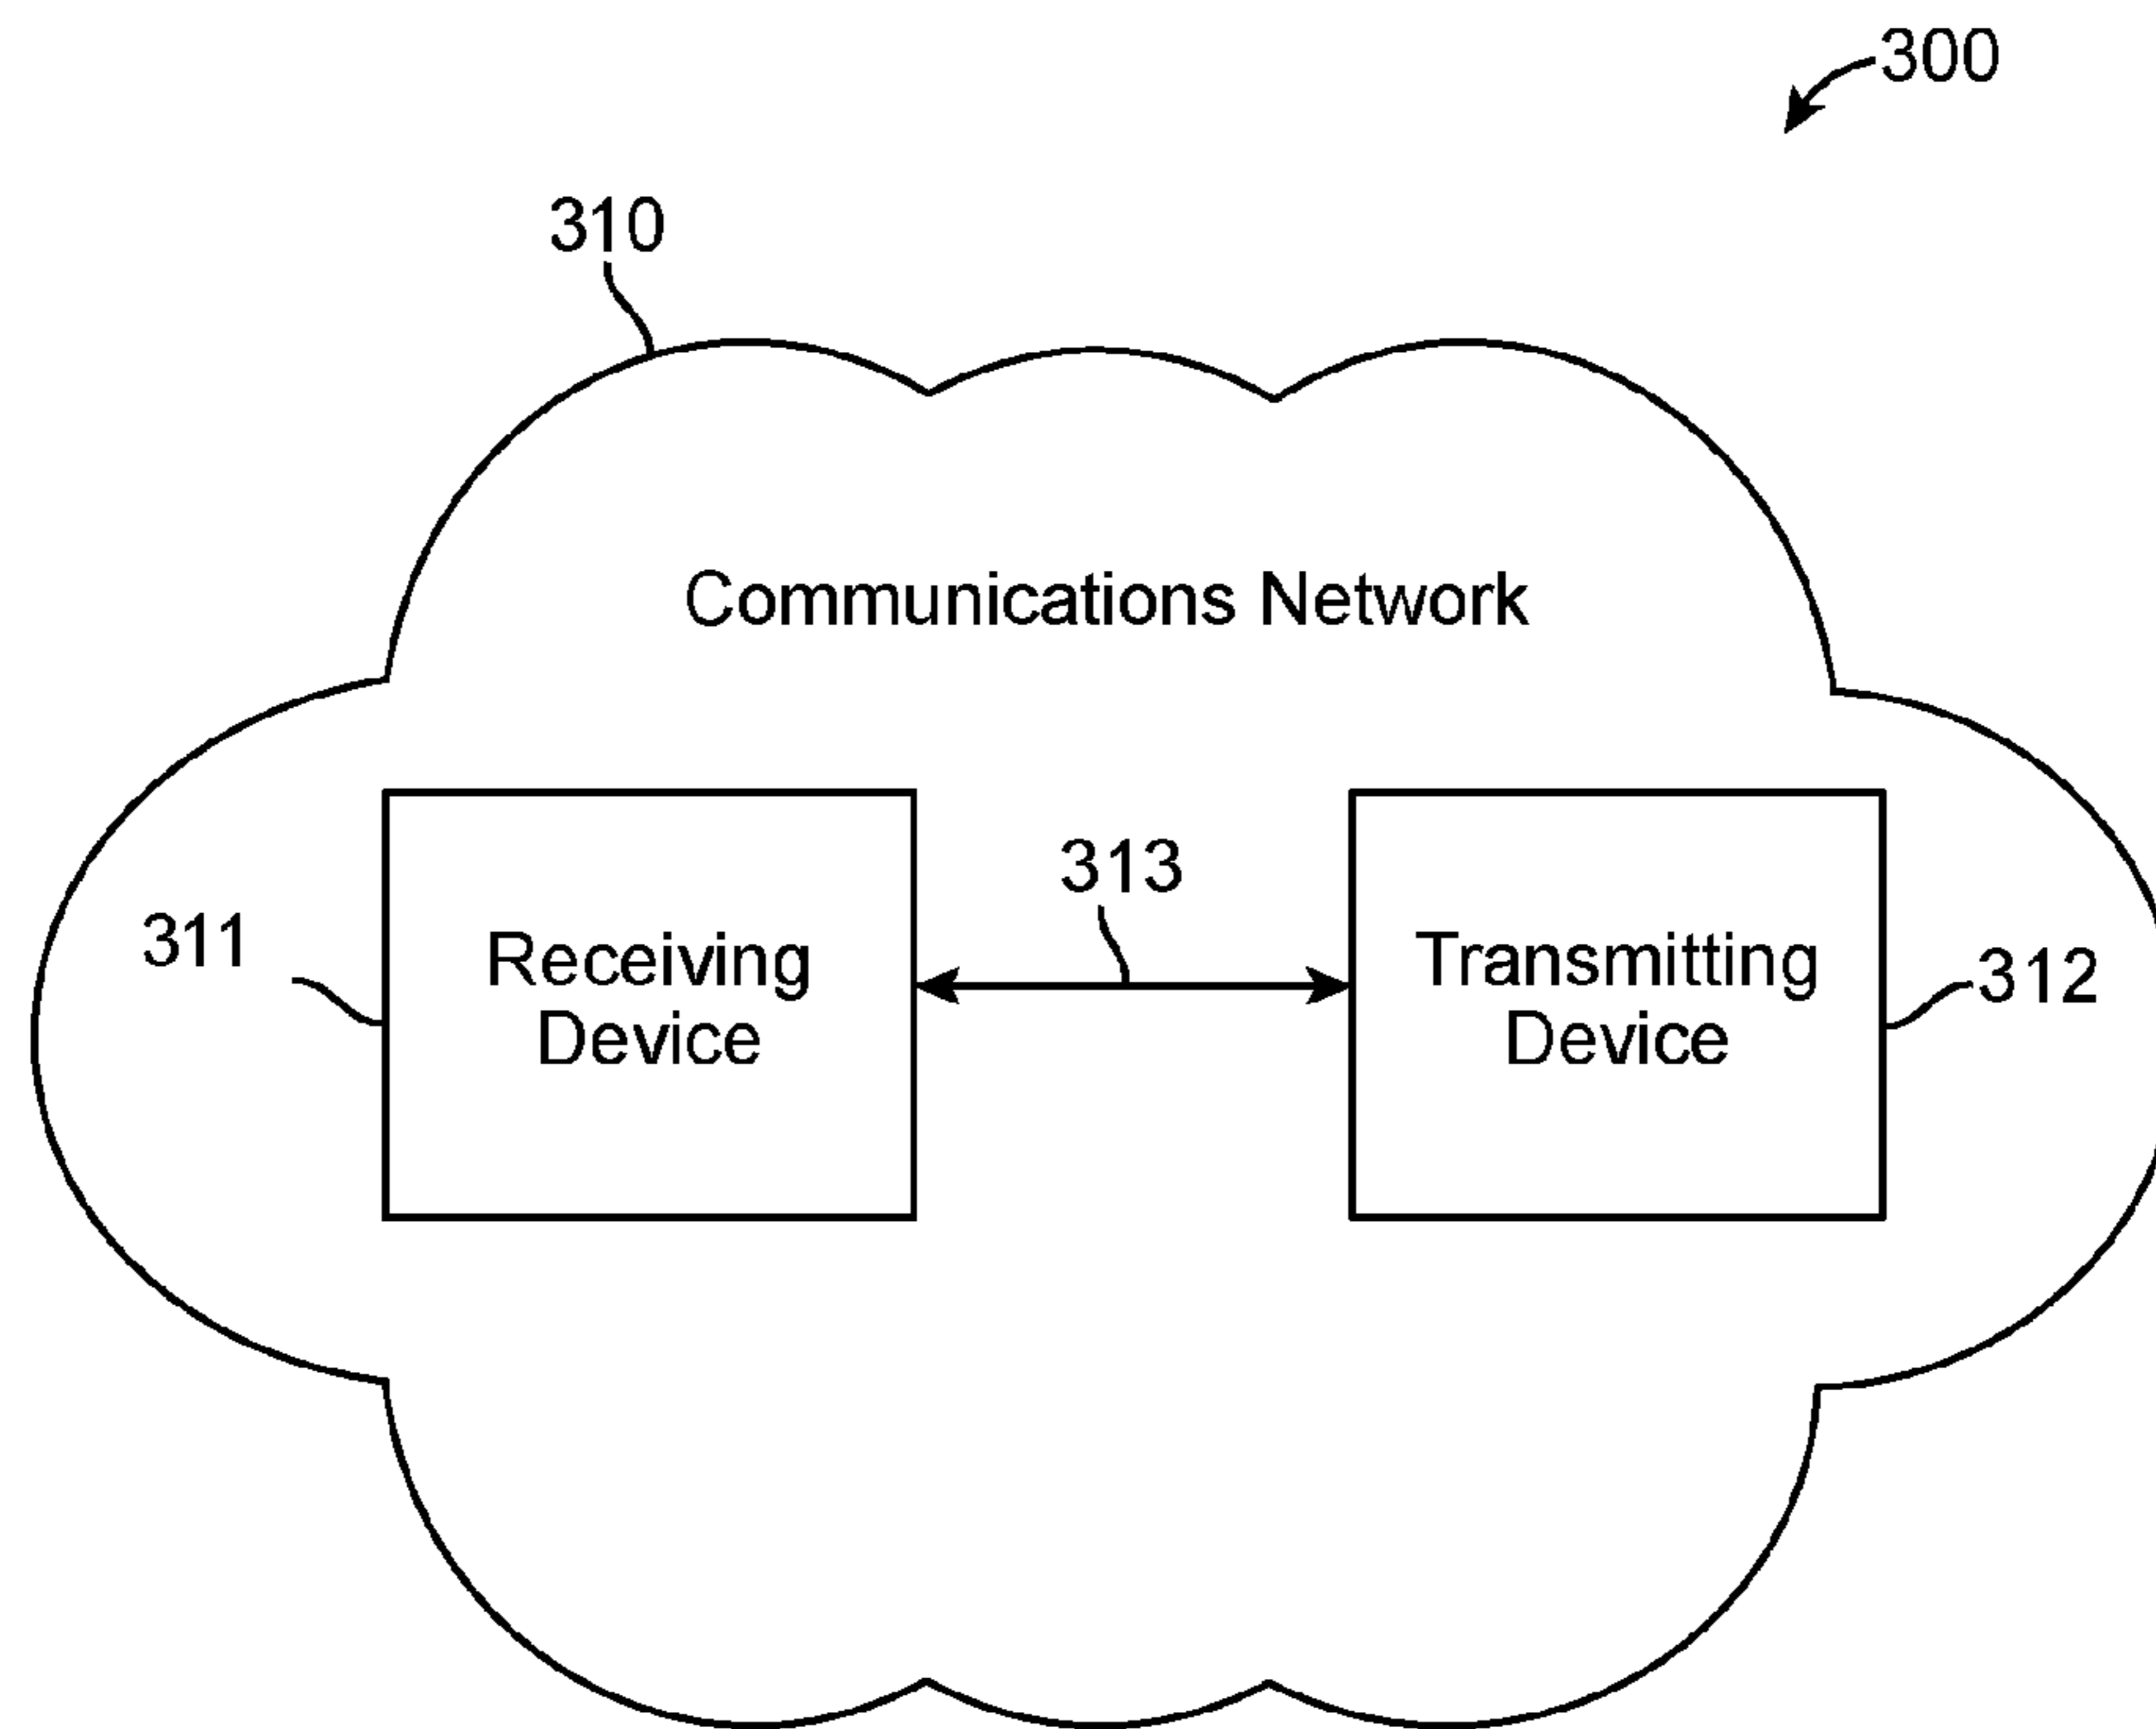 300
310
Communications Network
313
311
Receiving
Device
Transmitting
Device
312